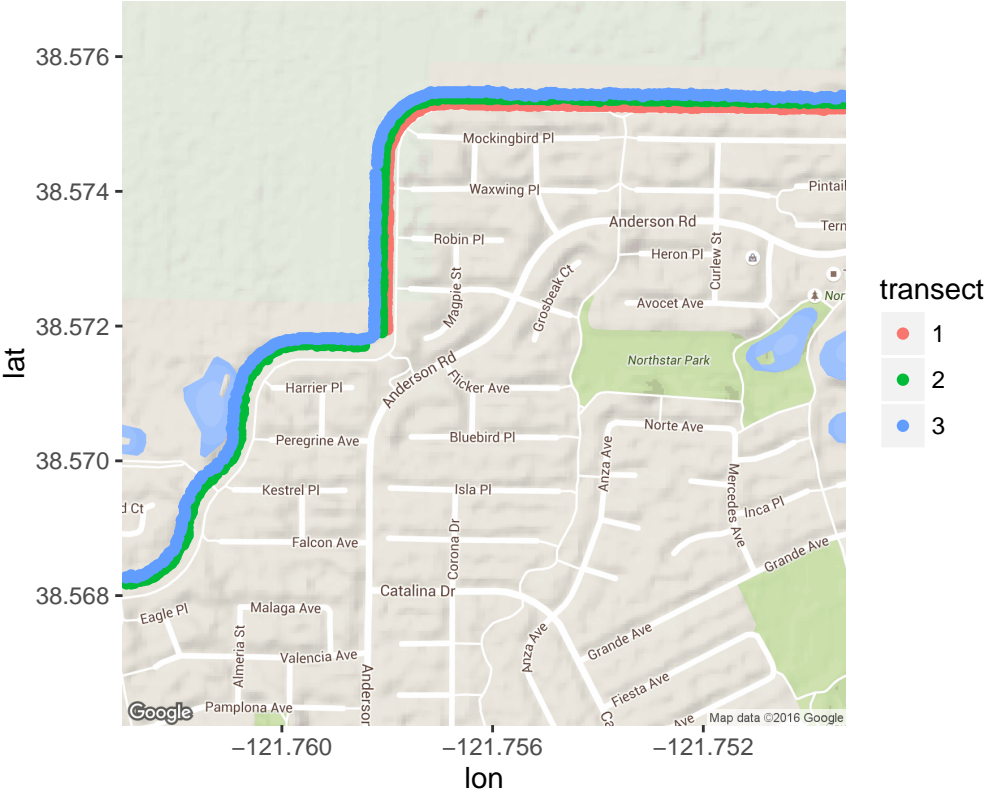 38.576
38.574
38.572
38.570
38.568
lat
−121.760
−121.756
−121.752
lon
transect
1
2
3
Mockingbird Pl
Waxwing Pl
Pintail
Anderson Rd
Tern
Robin Pl
Heron Pl
Curlew St
Magpie St
Grosbeak Ct
Avocet Ave
Nor
Northstar Park
Anderson Rd
Flicker Ave
Harrier Pl
Peregrine Ave
Bluebird Pl
Norte Ave
Anza Ave
Mercedes Ave
Kestrel Pl
Isla Pl
Inca Pl
d Ct
Corona Dr
Falcon Ave
Grande Ave
Catalina Dr
Eagle Pl
Malaga Ave
Almeria St
Valencia Ave
Anza Ave
Grande Ave
Anderson
Fiesta Ave
Pamplona Ave
Ca
Ave
Google
Map data ©2016 Google